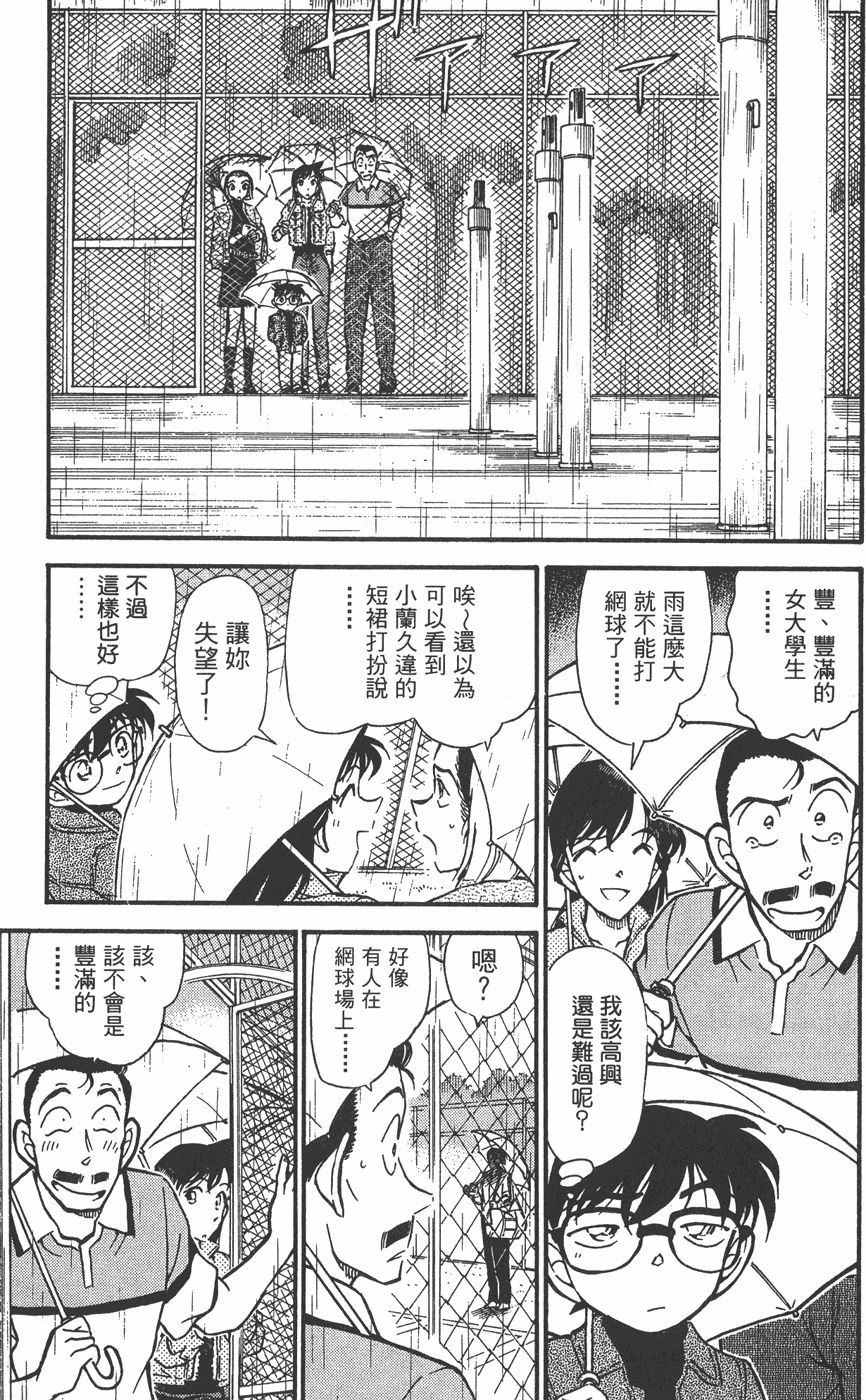 ザァァァ
豐、豐滿的
女大學生
……
雨這麼大
就不能打
網球了……
我該高興
還是難過呢?
唉～還以為
可以看到
小蘭久違的
短裙打扮說
……
讓妳
失望了!
不過
這樣也好
……
嗯?
好像
有人在
網球場上……
該、
該不會是
豐滿的
……